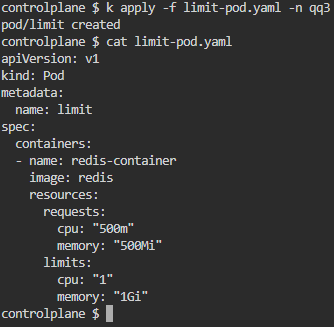 controlplane $ k apply -f limit-pod.yaml -n qq3
pod/limit created
controlplane $ cat limit-pod.yaml
apiVersion: v1
kind: Pod
metadata:
  name: limit
spec:
  containers:
  - name: redis-container
    image: redis
    resources:
      requests:
        cpu: "500m"
        memory: "500Mi"
      limits:
        cpu: "1"
        memory: "1Gi"
controlplane $